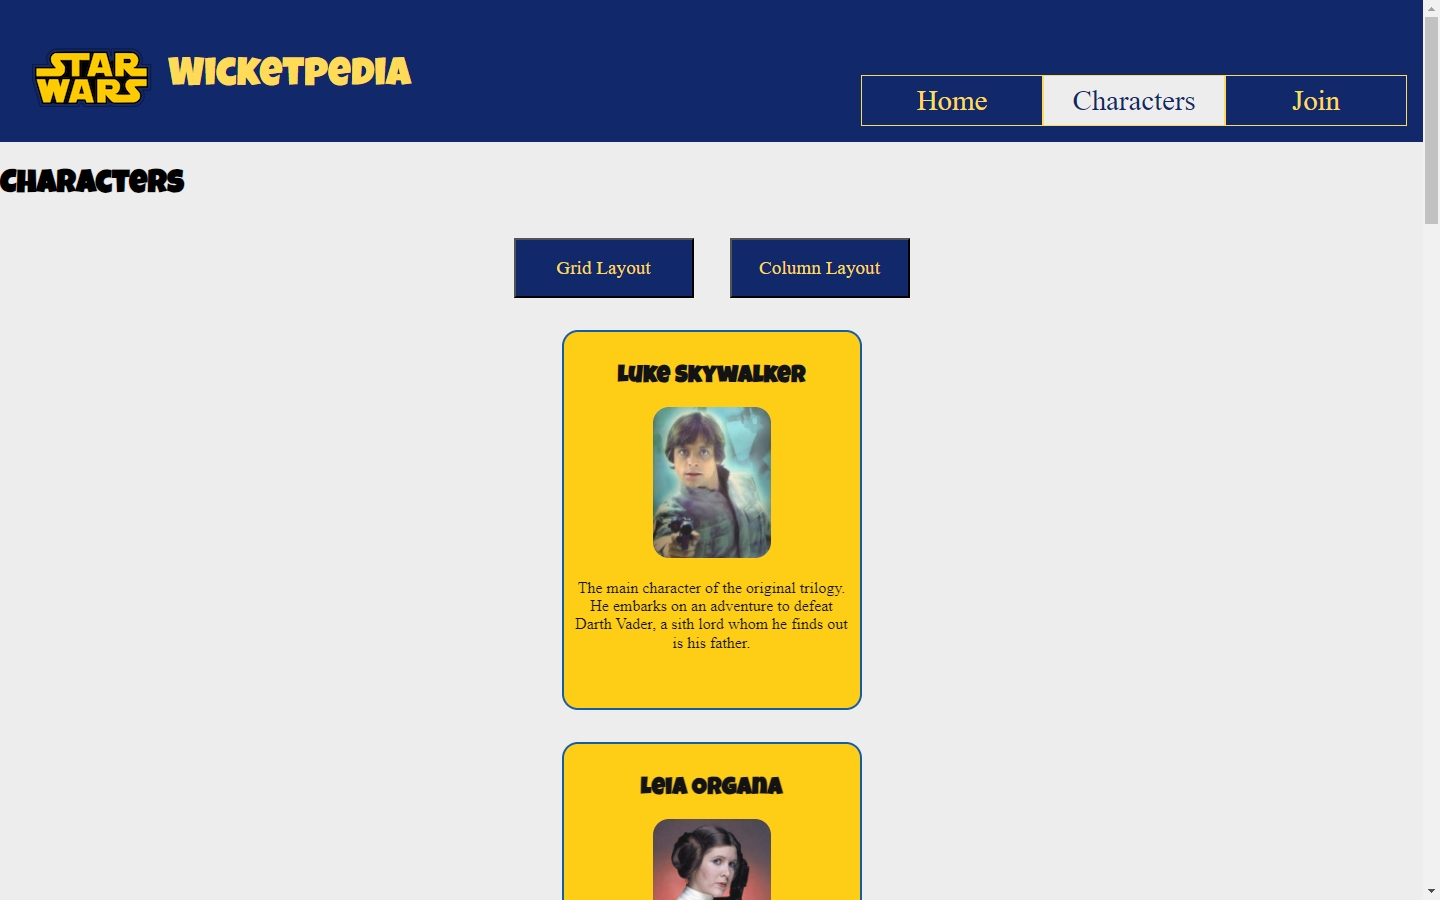 STAR
WARS
Wicketpedia
Home
Characters
Join
Characters
Grid Layout
Column Layout
Luke Skywalker
The main character of the original trilogy.
He embarks on an adventure to defeat
Darth Vader, a sith lord whom he finds out
is his father.
Leia Organa